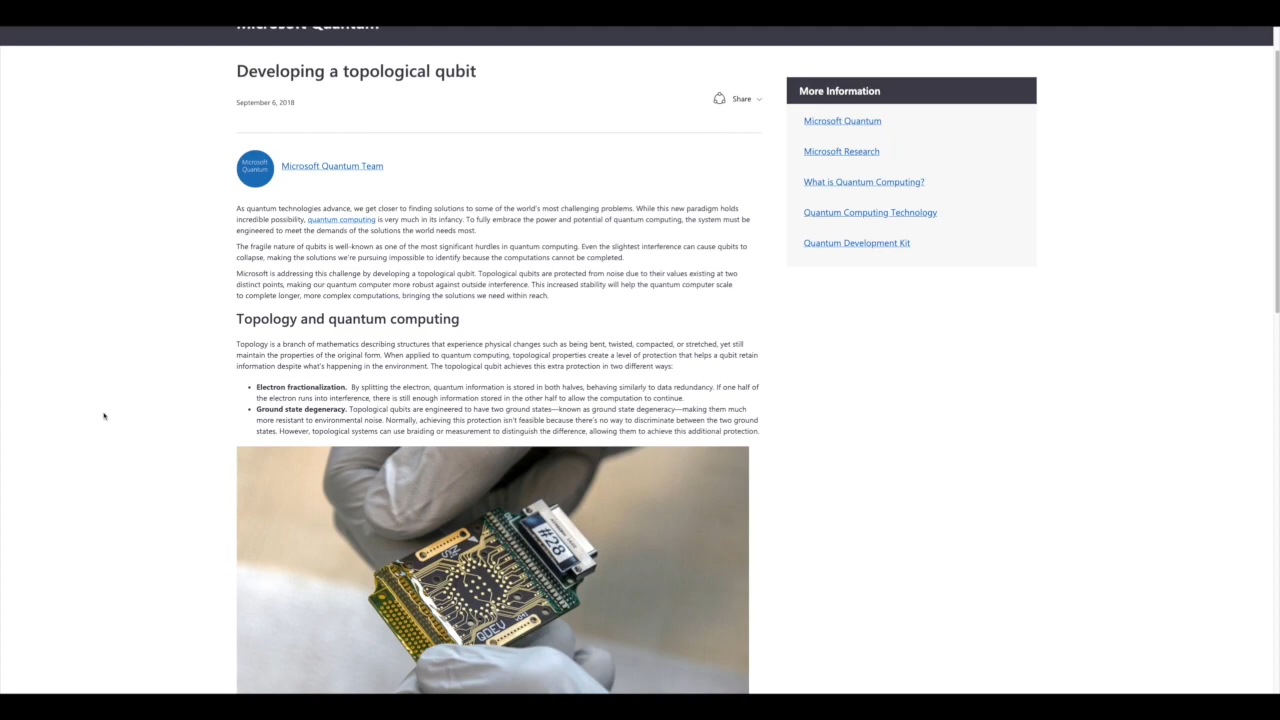 Microsoft Quantum
Developing a topological qubit
September 6, 2018
Share
Microsoft
Quantum
Microsoft Quantum Team
As quantum technologies advance, we get closer to finding solutions to some of the world's most challenging problems. While this new paradigm holds
incredible possibility, quantum computing is very much in its infancy. To fully embrace the power and potential of quantum computing, the system must be
engineered to meet the demands of the solutions the world needs most.
The fragile nature of qubits is well-known as one of the most significant hurdles in quantum computing. Even the slightest interference can cause qubits to
collapse, making the solutions we're pursuing impossible to identify because the computations cannot be completed.
Microsoft is addressing this challenge by developing a topological qubit. Topological qubits are protected from noise due to their values existing at two
distinct points, making our quantum computer more robust against outside interference. This increased stability will help the quantum computer scale
to complete longer, more complex computations, bringing the solutions we need within reach.
Topology and quantum computing
Topology is a branch of mathematics describing structures that experience physical changes such as being bent, twisted, compacted, or stretched, yet still
maintain the properties of the original form. When applied to quantum computing, topological properties create a level of protection that helps a qubit retain
information despite what's happening in the environment. The topological qubit achieves this extra protection in two different ways:
• Electron fractionalization. By splitting the electron, quantum information is stored in both halves, behaving similarly to data redundancy. If one half of
the electron runs into interference, there is still enough information stored in the other half to allow the computation to continue.
• Ground state degeneracy. Topological qubits are engineered to have two ground states—known as ground state degeneracy—making them much
more resistant to environmental noise. Normally, achieving this protection isn't feasible because there's no way to discriminate between the two ground
states. However, topological systems can use braiding or measurement to distinguish the difference, allowing them to achieve this additional protection.
#28
QDEV
More Information
Microsoft Quantum
Microsoft Research
What is Quantum Computing?
Quantum Computing Technology
Quantum Development Kit